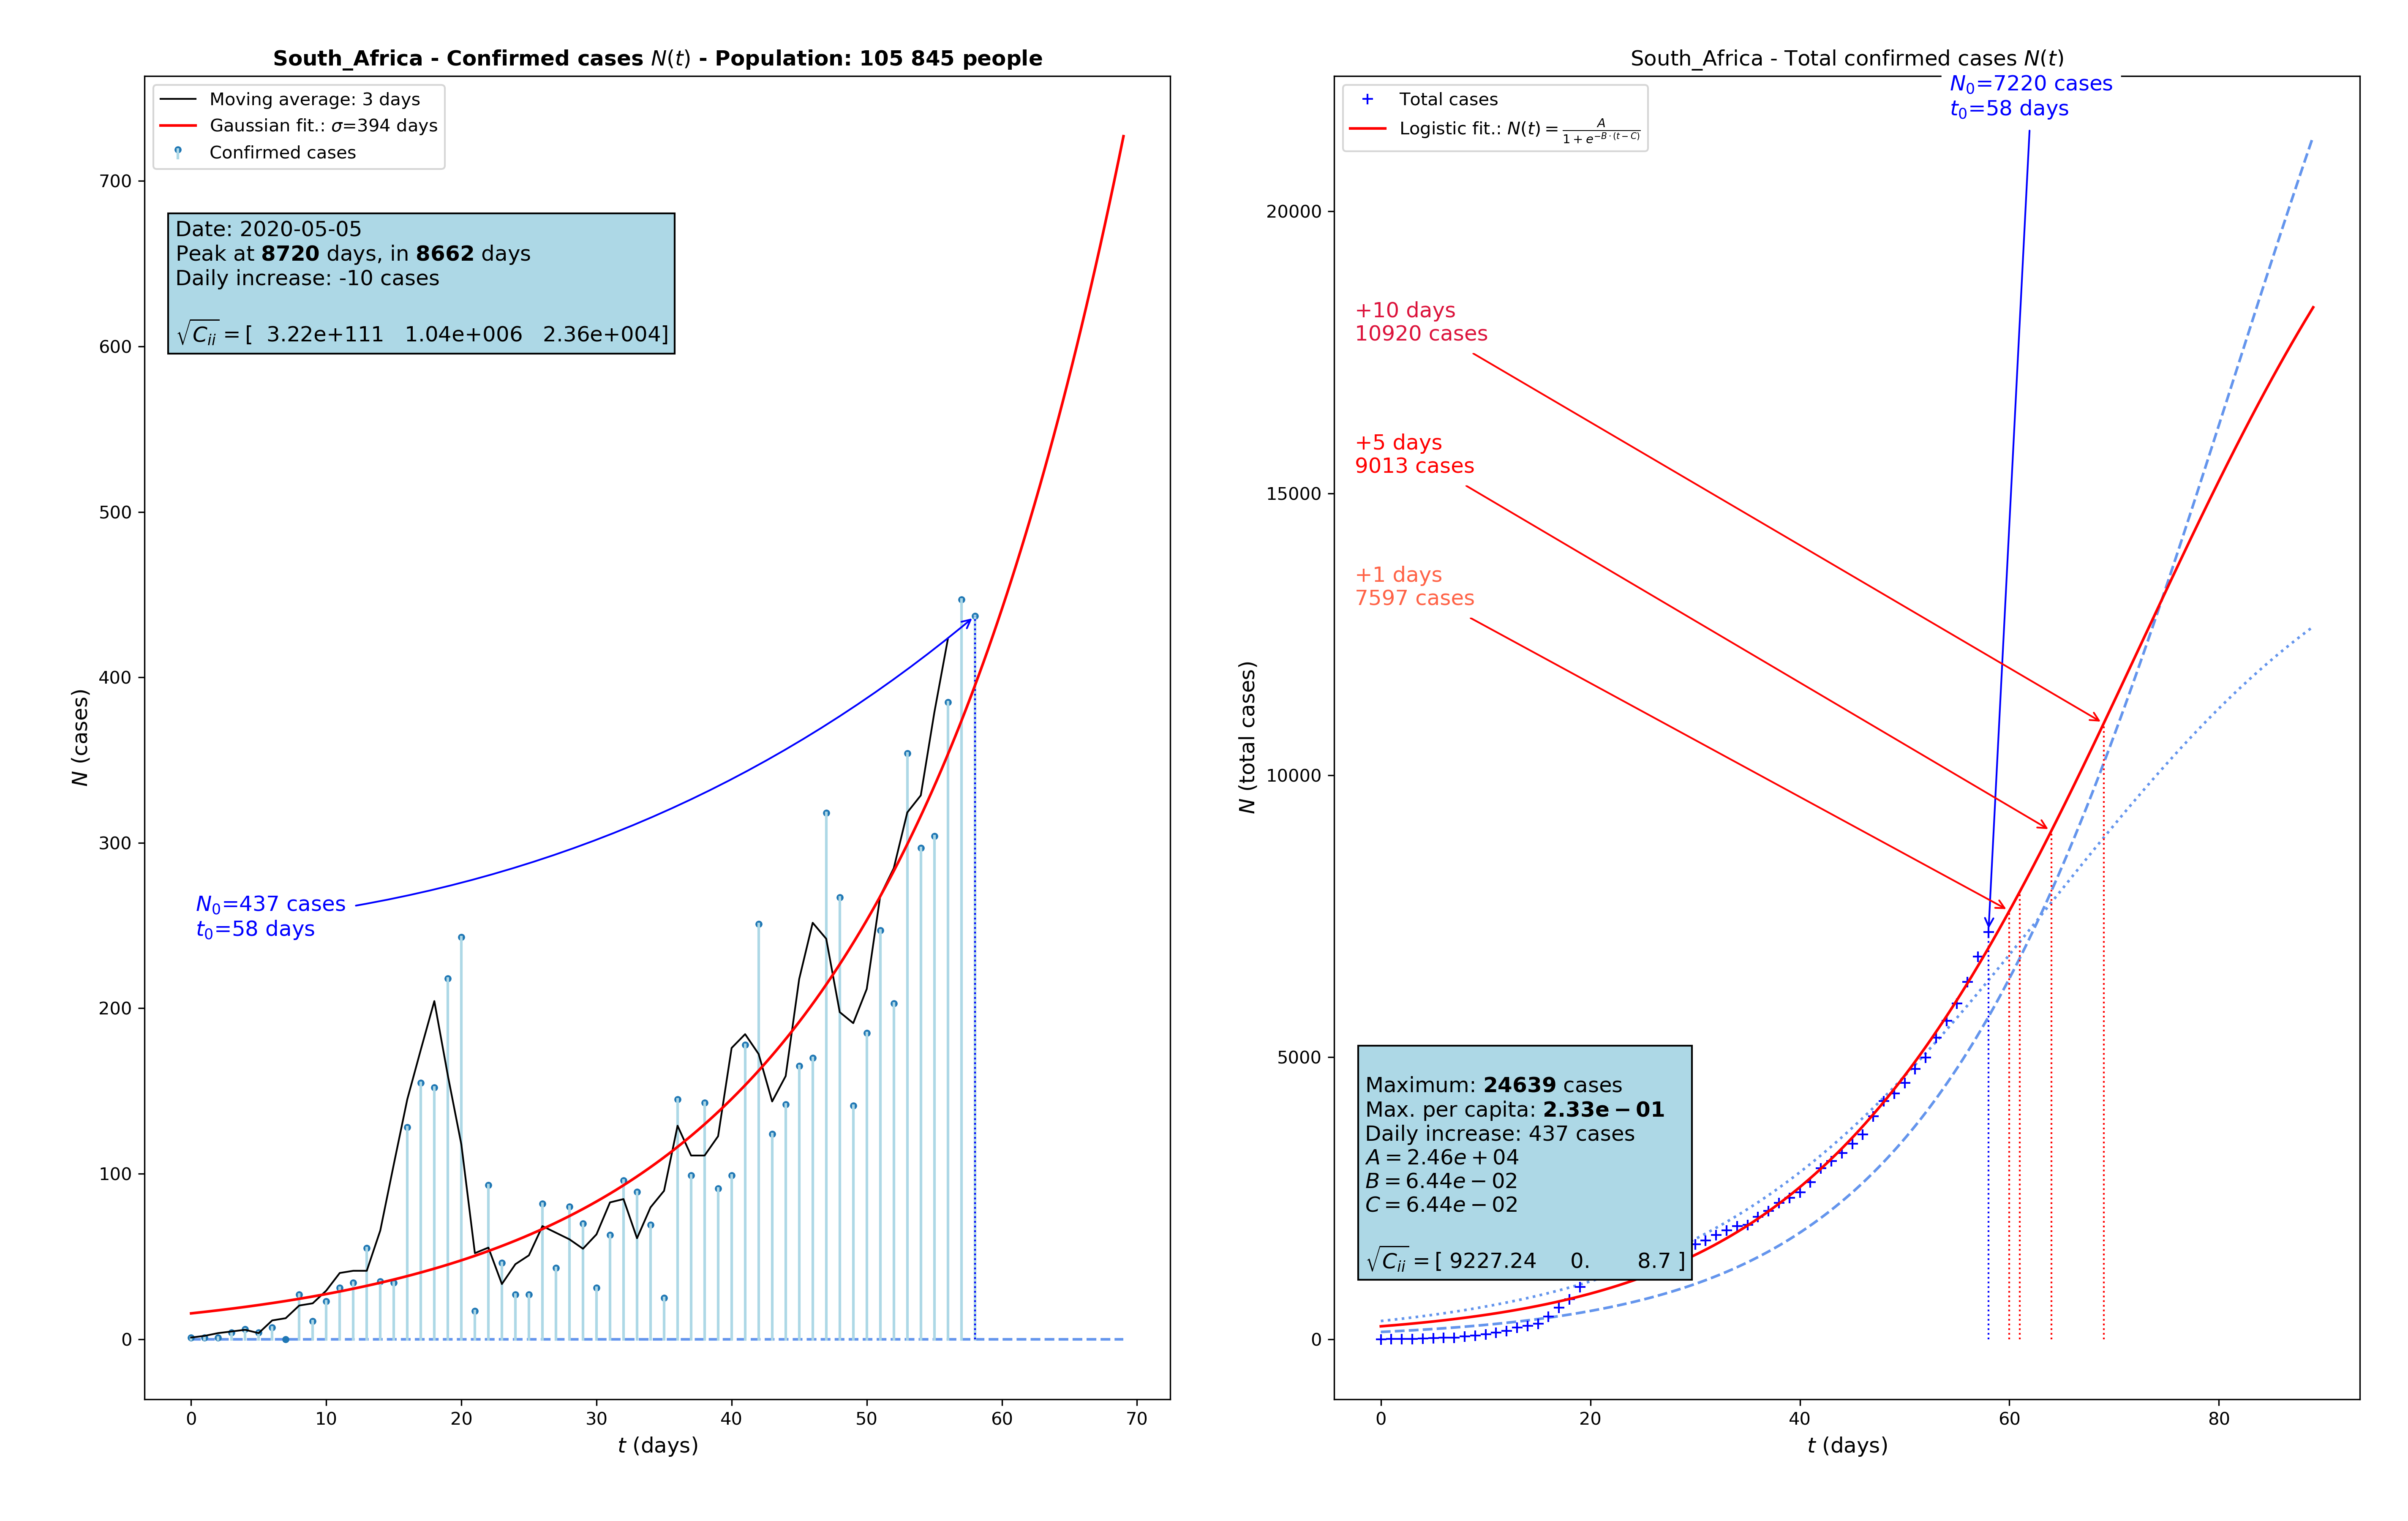 South_Africa - Confirmed cases N(t) - Population: 105 845 people
Moving average: 3 days
Gaussian fit.: σ=394 days
Confirmed cases
Date: 2020-05-05
Peak at 8720 days, in 8662 days
Daily increase: -10 cases
√C_ii = [ 3.22e+111 1.04e+006 2.36e+004]
N_0=437 cases
t_0=58 days
N (cases)
700
600
500
400
300
200
100
0
0 10 20 30 40 50 60 70
t (days)
South_Africa - Total confirmed cases N(t)
N_0=7220 cases
t_0=58 days
Total cases
Logistic fit.: N(t) = A / (1 + e^{−B·(t−C)})
+10 days
10920 cases
+5 days
9013 cases
+1 days
7597 cases
Maximum: 24639 cases
Max. per capita: 2.33e − 01
Daily increase: 437 cases
A = 2.46e + 04
B = 6.44e − 02
C = 6.44e − 02
√C_ii = [ 9227.24 0. 8.7 ]
N (total cases)
20000
15000
10000
5000
0
0 20 40 60 80
t (days)